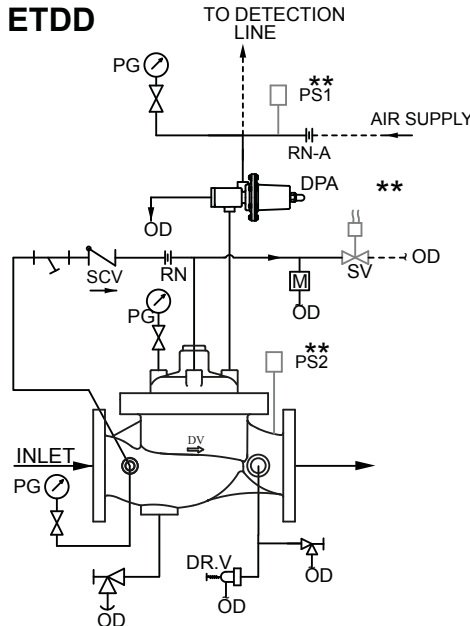 ETDD
TO DETECTION
LINE
PG
**
PS1
AIR SUPPLY
RN-A
DPA
**
OD
SCV
RN
M
SV
OD
OD
PG
**
PS2
DV
INLET
PG
DR.V
OD
OD
OD